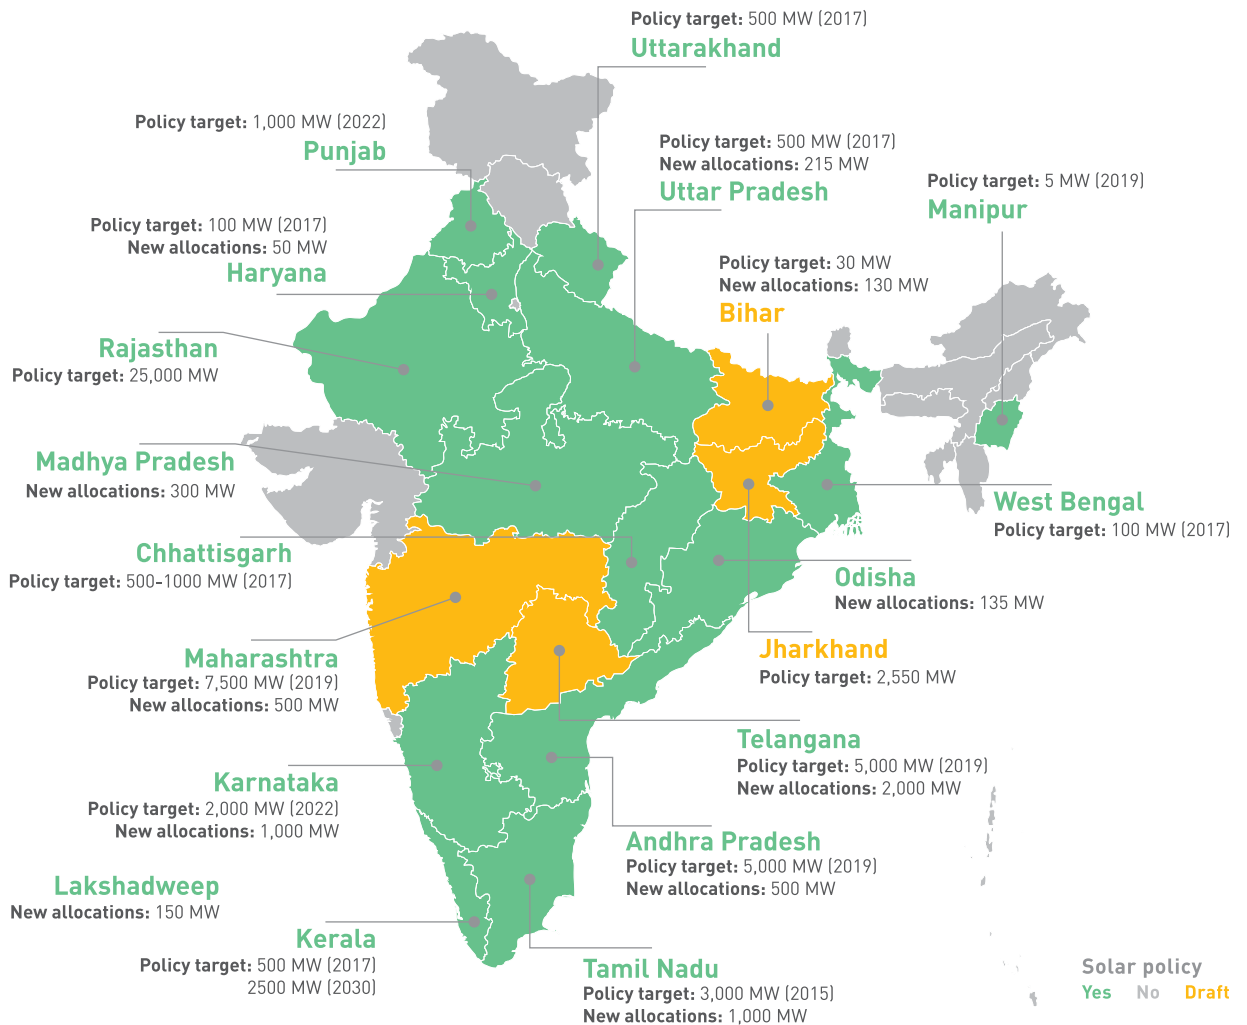 Policy target: 500 MW (2017)
Uttarakhand
Policy target: 1,000 MW (2022)
Punjab
Policy target: 500 MW (2017)
New allocations: 215 MW
Uttar Pradesh
Policy target: 5 MW (2019)
Manipur
Policy target: 100 MW (2017)
New allocations: 50 MW
Haryana
Policy target: 30 MW
New allocations: 130 MW
Bihar
Rajasthan
Policy target: 25,000 MW
Madhya Pradesh
New allocations: 300 MW
West Bengal
Policy target: 100 MW (2017)
Chhattisgarh
Policy target: 500-1000 MW (2017)
Odisha
New allocations: 135 MW
Maharashtra
Policy target: 7,500 MW (2019)
New allocations: 500 MW
Jharkhand
Policy target: 2,550 MW
Telangana
Policy target: 5,000 MW (2019)
New allocations: 2,000 MW
Karnataka
Policy target: 2,000 MW (2022)
New allocations: 1,000 MW
Andhra Pradesh
Policy target: 5,000 MW (2019)
New allocations: 500 MW
Lakshadweep
New allocations: 150 MW
Kerala
Policy target: 500 MW (2017)
2500 MW (2030)
Tamil Nadu
Policy target: 3,000 MW (2015)
New allocations: 1,000 MW
Solar policy
Yes No Draft